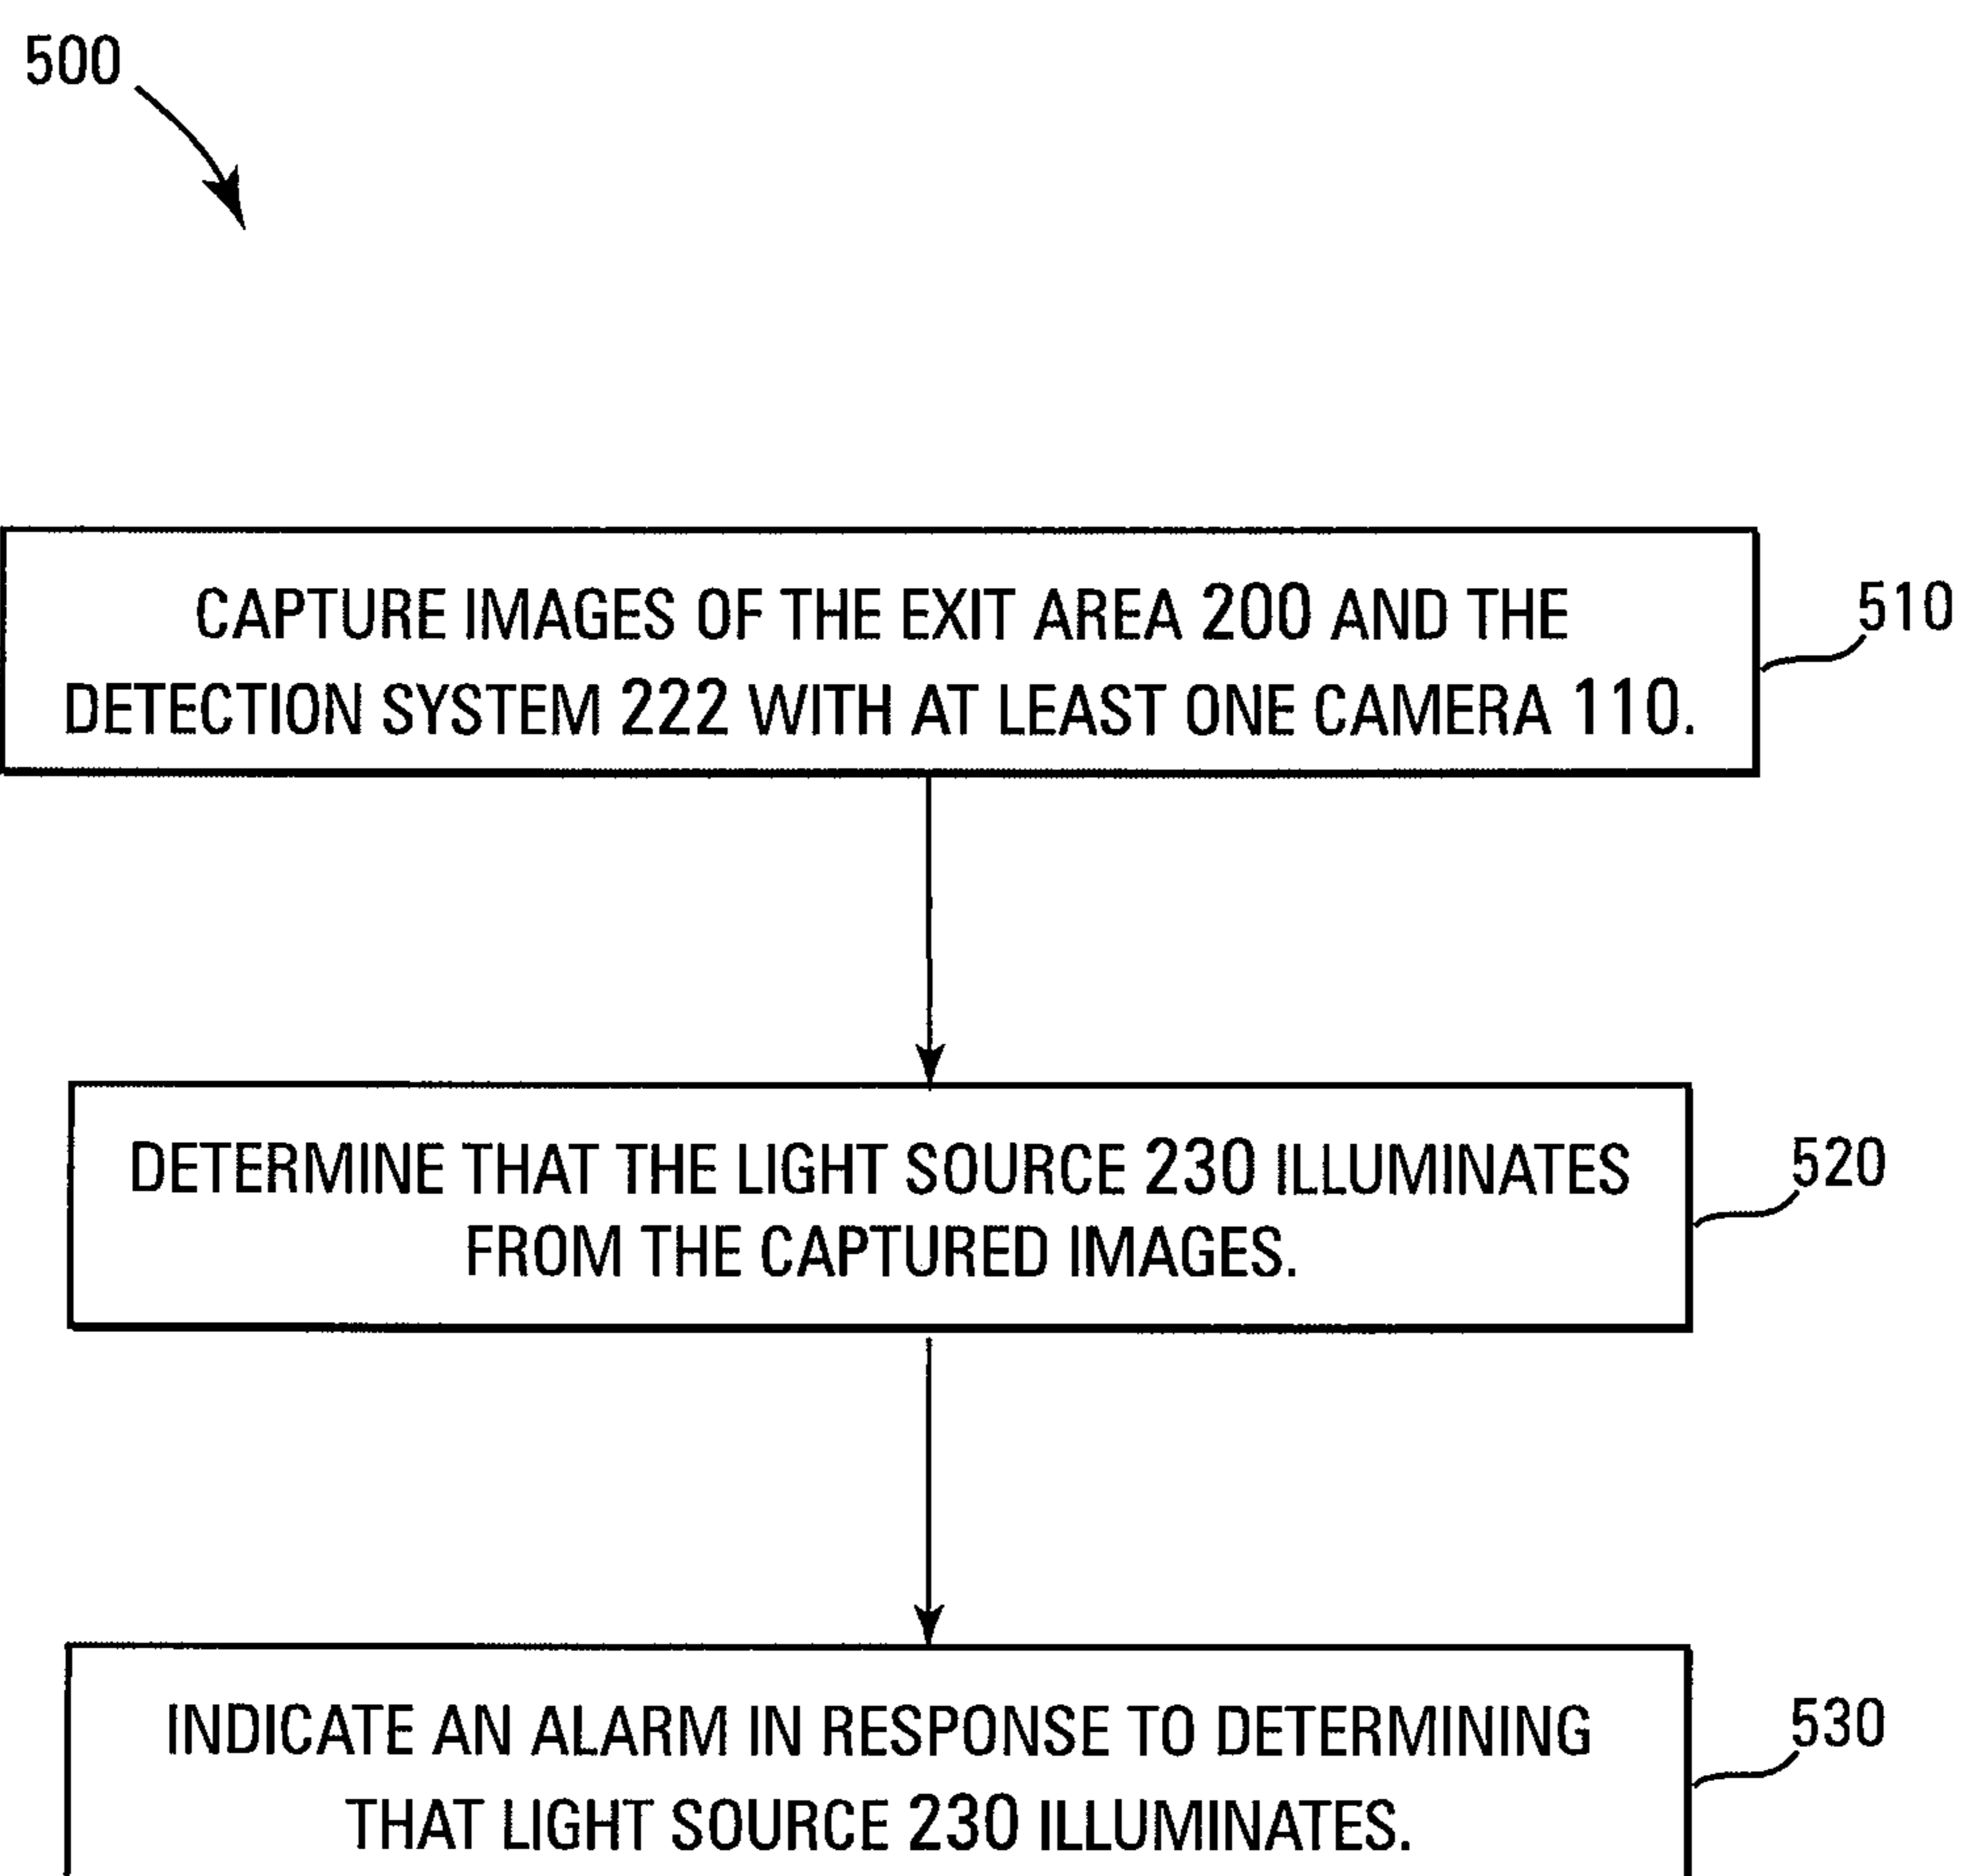 500
CAPTURE IMAGES OF THE EXIT AREA 200 AND THE
DETECTION SYSTEM 222 WITH AT LEAST ONE CAMERA 110.
510
DETERMINE THAT THE LIGHT SOURCE 230 ILLUMINATES
FROM THE CAPTURED IMAGES.
520
INDICATE AN ALARM IN RESPONSE TO DETERMINING
THAT LIGHT SOURCE 230 ILLUMINATES.
530